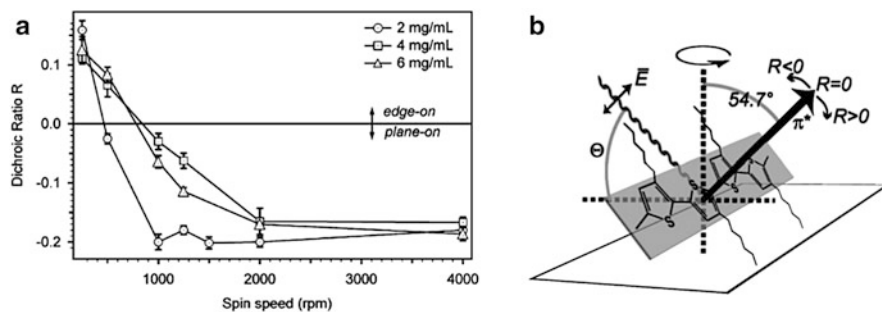 a
Dichroic Ratio R
0.1
0.0
-0.1
-0.2
2 mg/mL
4 mg/mL
6 mg/mL
edge-on
plane-on
1000
2000
3000
4000
Spin speed (rpm)
b
E
Θ
54.7°
R<0
R=0
R>0
π*
S
S
S
S